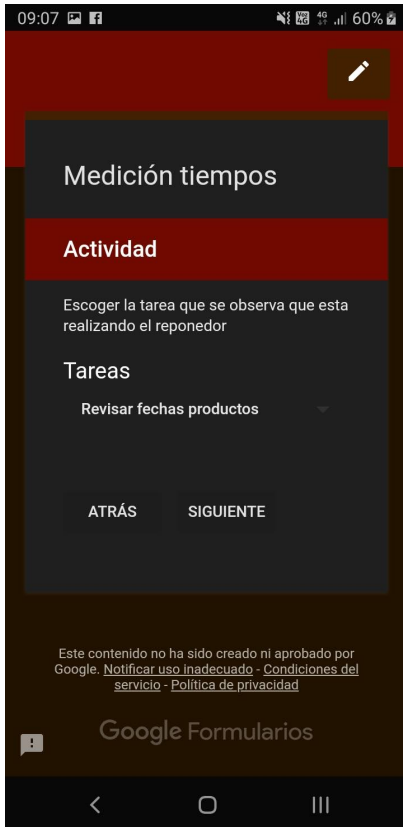 09:07 4G 60%
Medición tiempos
Actividad
Escoger la tarea que se observa que esta
realizando el reponedor
Tareas
Revisar fechas productos
ATRÁS SIGUIENTE
Este contenido no ha sido creado ni aprobado por
Google. Notificar uso inadecuado - Condiciones del
servicio - Política de privacidad
Google Formularios